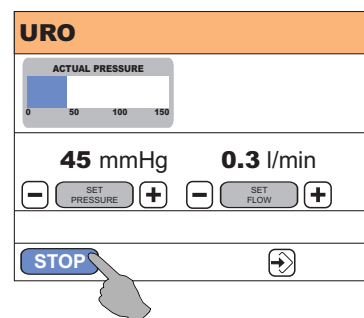 URO
ACTUAL PRESSURE
0 50 100 150
45 mmHg 0.3 l/min
SET PRESSURE SET FLOW
STOP